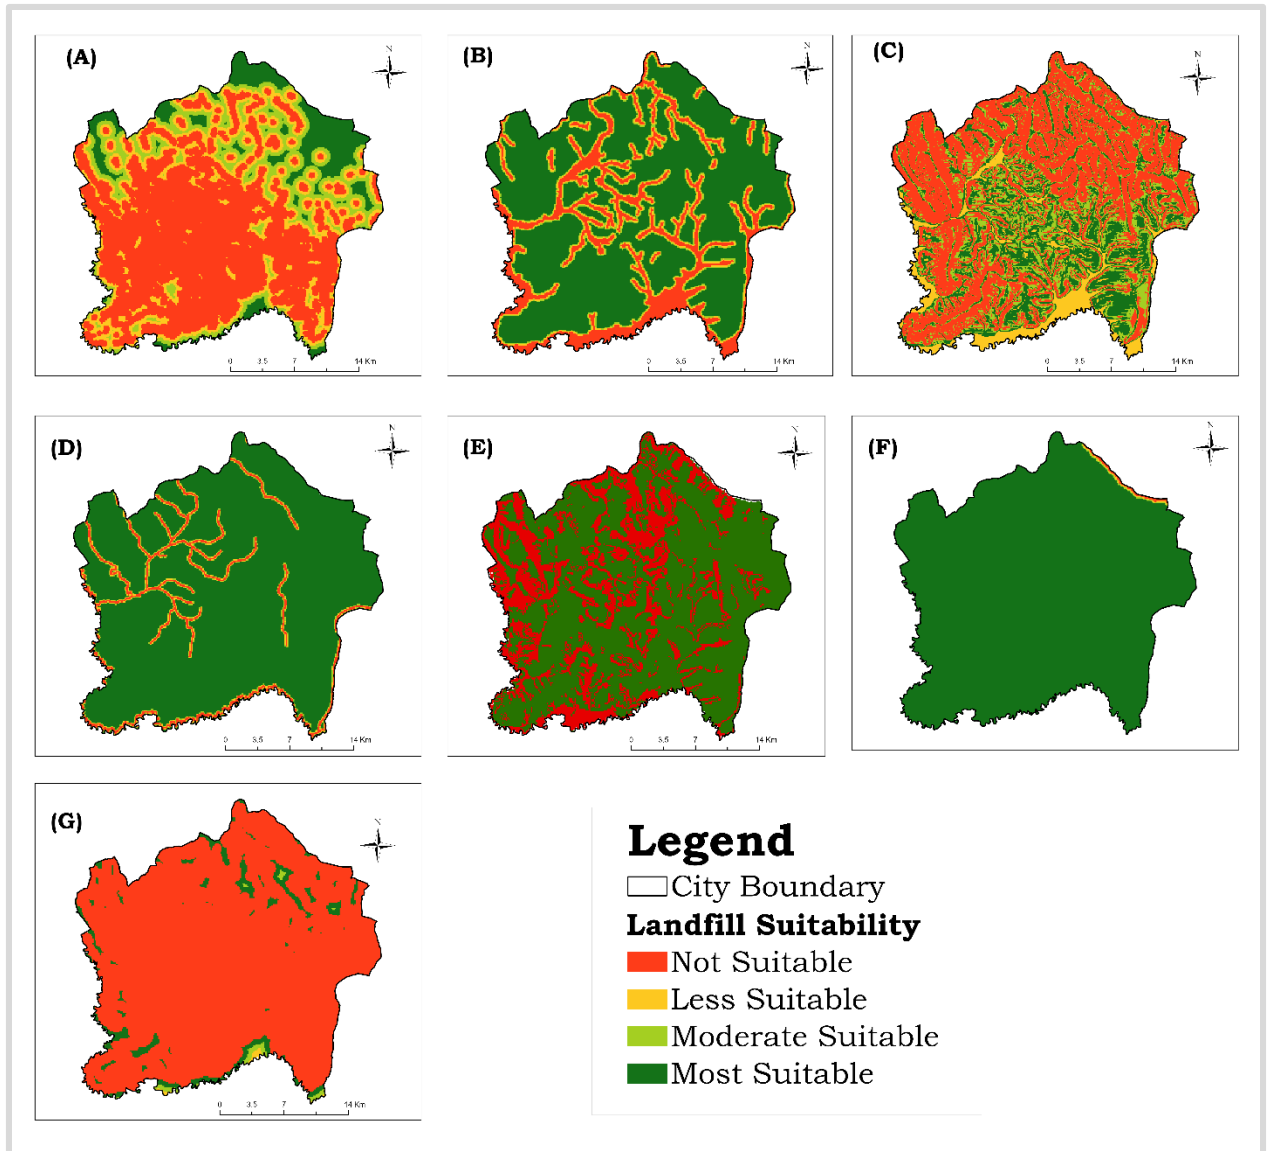 (A)
N
0 3.5 7 14 Km
(B)
N
0 3.5 7 14 Km
(C)
N
0 3.5 7 14 Km
(D)
N
0 3.5 7 14 Km
(E)
N
0 3.5 7 14 Km
(F)
N
(G)
N
0 3.5 7 14 Km
Legend
City Boundary
Landfill Suitability
Not Suitable
Less Suitable
Moderate Suitable
Most Suitable